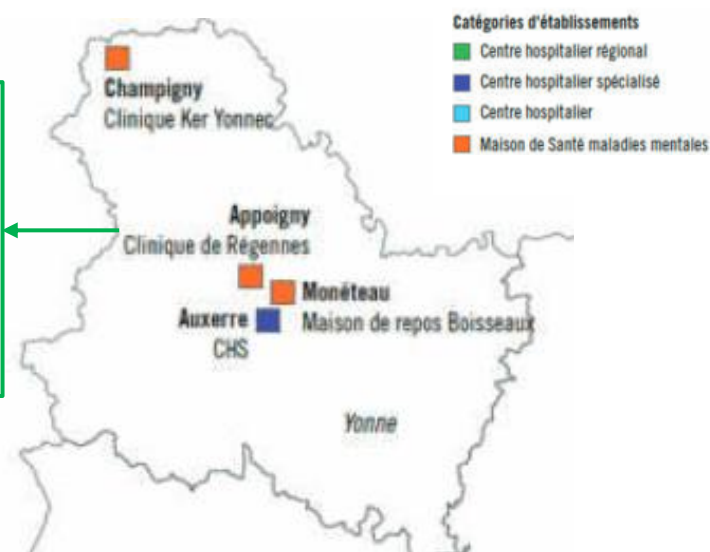 Catégories d'établissements
Centre hospitalier régional
Centre hospitalier spécialisé
Centre hospitalier
Maison de Santé maladies mentales
Champigny
Clinique Ker Yonnec
Appoigny
Clinique de Régennes
Monéteau
Maison de repos Boisseaux
Auxerre
CHS
Yonne